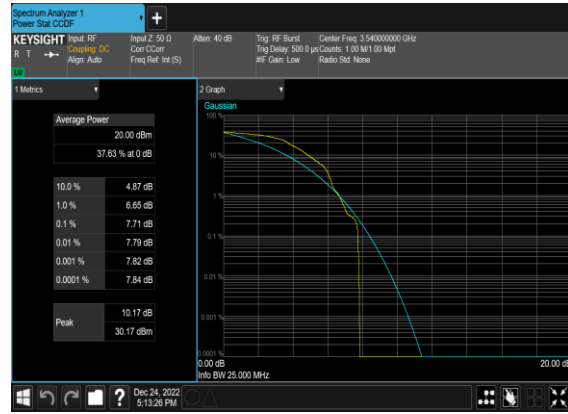 Spectrum Analyzer 1
Power Stat CCDF
KEYSIGHT
R T
LXI
Input: RF
Coupling: DC
Align: Auto
Input Z: 50 Ω
Corr CCorr
Freq Ref: Int (S)
Atten: 40 dB
Trig: RF Burst
Trig Delay: 500.0 µs
#IF Gain: Low
Center Freq: 3.540000000 GHz
Counts: 1.00 M/1.00 Mpt
Radio Std: None
1 Metrics
Average Power
20.00 dBm
37.63 % at 0 dB
10.0 % 4.87 dB
1.0 % 6.65 dB
0.1 % 7.71 dB
0.01 % 7.79 dB
0.001 % 7.82 dB
0.0001 % 7.84 dB
Peak
10.17 dB
30.17 dBm
2 Graph
Gaussian
100 %
10 %
1 %
0.1 %
0.01 %
0.001 %
0.0001 %
0.00 dB
20.00 dB
Info BW 25.000 MHz
Dec 24, 2022
5:13:26 PM